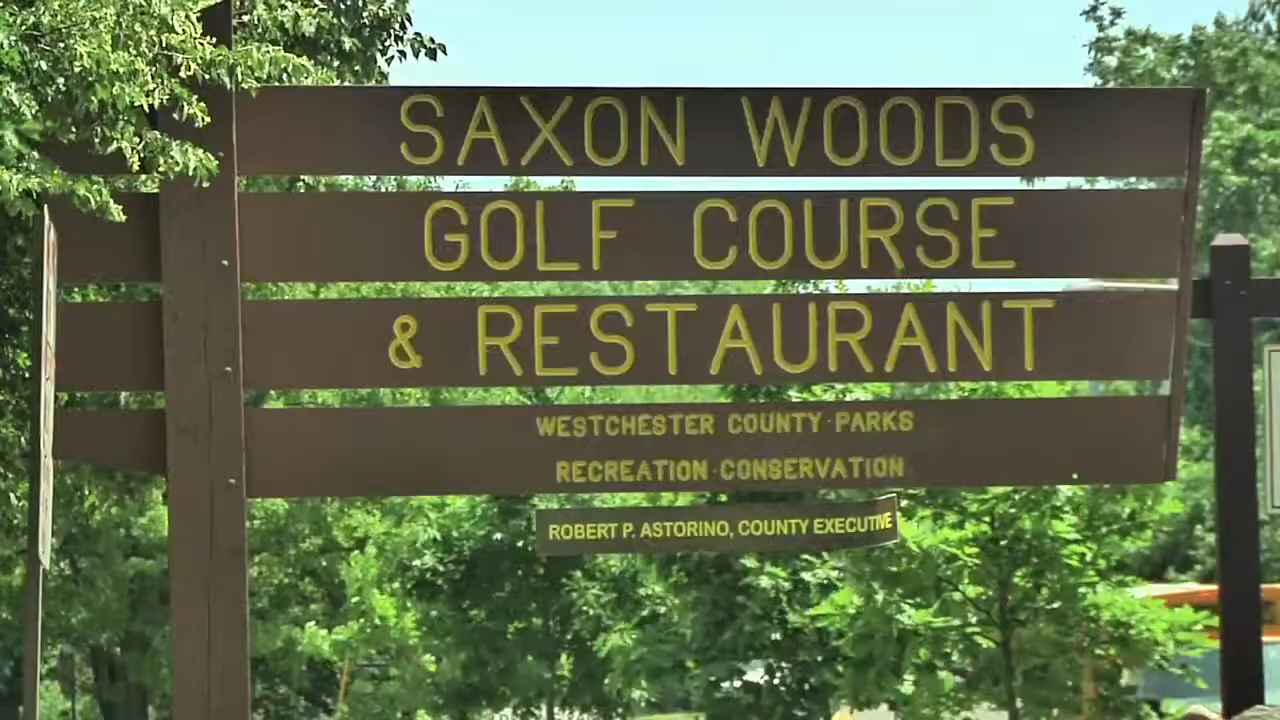 SAXON WOODS
GOLF COURSE
& RESTAURANT
WESTCHESTER COUNTY PARKS
RECREATION CONSERVATION
ROBERT P. ASTORINO, COUNTY EXECUTIVE